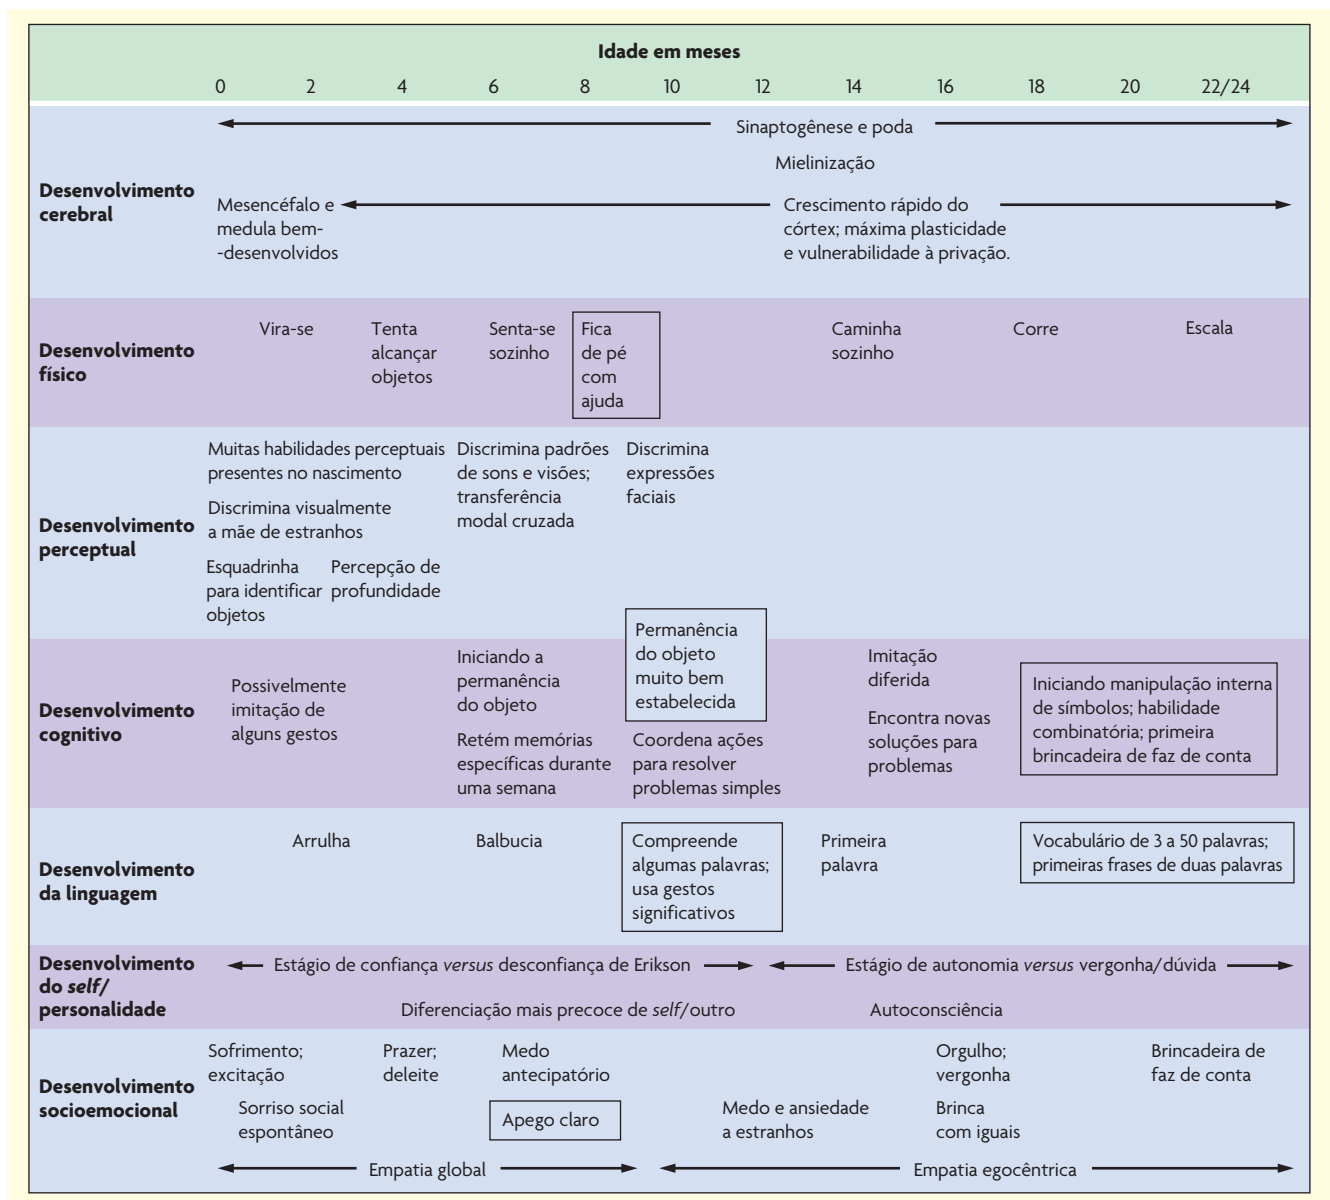 Idade em meses
0 2 4 6 8 10 12 14 16 18 20 22/24
Desenvolvimento
cerebral
Sinaptogênese e poda
Mielinização
Mesencéfalo e
medula bem-
-desenvolvidos
Crescimento rápido do
córtex; máxima plasticidade
e vulnerabilidade à privação.
Desenvolvimento
físico
Vira-se
Tenta
alcançar
objetos
Senta-se
sozinho
Fica
de pé
com
ajuda
Caminha
sozinho
Corre
Escala
Desenvolvimento
perceptual
Muitas habilidades perceptuais
presentes no nascimento
Discrimina visualmente
a mãe de estranhos
Esquadrinha
para identificar
objetos
Percepção de
profundidade
Discrimina padrões
de sons e visões;
transferência
modal cruzada
Discrimina
expressões
faciais
Desenvolvimento
cognitivo
Possivelmente
imitação de
alguns gestos
Iniciando a
permanência
do objeto
Retém memórias
específicas durante
uma semana
Permanência
do objeto
muito bem
estabelecida
Coordena ações
para resolver
problemas simples
Imitação
diferida
Encontra novas
soluções para
problemas
Iniciando manipulação interna
de símbolos; habilidade
combinatória; primeira
brincadeira de faz de conta
Desenvolvimento
da linguagem
Arrulha
Balbucia
Compreende
algumas palavras;
usa gestos
significativos
Primeira
palavra
Vocabulário de 3 a 50 palavras;
primeiras frases de duas palavras
Desenvolvimento
do self/
personalidade
Estágio de confiança versus desconfiança de Erikson
Estágio de autonomia versus vergonha/dúvida
Diferenciação mais precoce de self/outro
Autoconsciência
Desenvolvimento
socioemocional
Sofrimento;
excitação
Sorriso social
espontâneo
Prazer;
deleite
Medo
antecipatório
Apego claro
Medo e ansiedade
a estranhos
Orgulho;
vergonha
Brinca
com iguais
Brincadeira de
faz de conta
Empatia global
Empatia egocêntrica